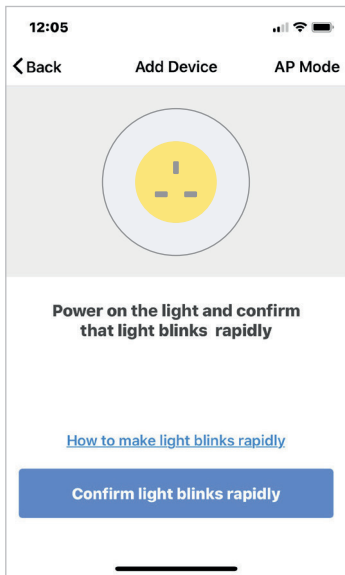 12:05
Back Add Device AP Mode
Power on the light and confirm
that light blinks rapidly
How to make light blinks rapidly
Confirm light blinks rapidly